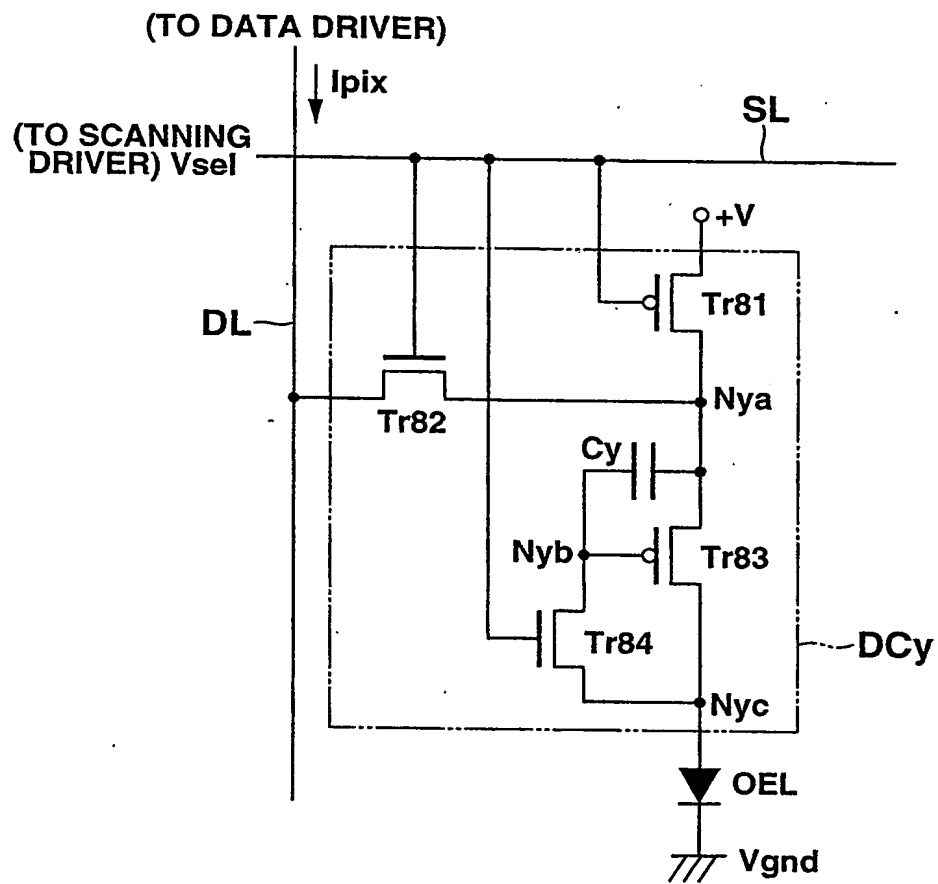 (TO DATA DRIVER)
Ipix
SL
(TO SCANNING
DRIVER) Vsel
+V
Tr81
DL
Nya
Tr82
Cy
Nyb
Tr83
Tr84
DCy
Nyc
OEL
Vgnd